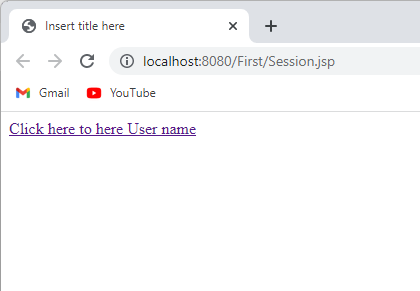 Insert title here
localhost:8080/First/Session.jsp
Gmail YouTube
Click here to here User name